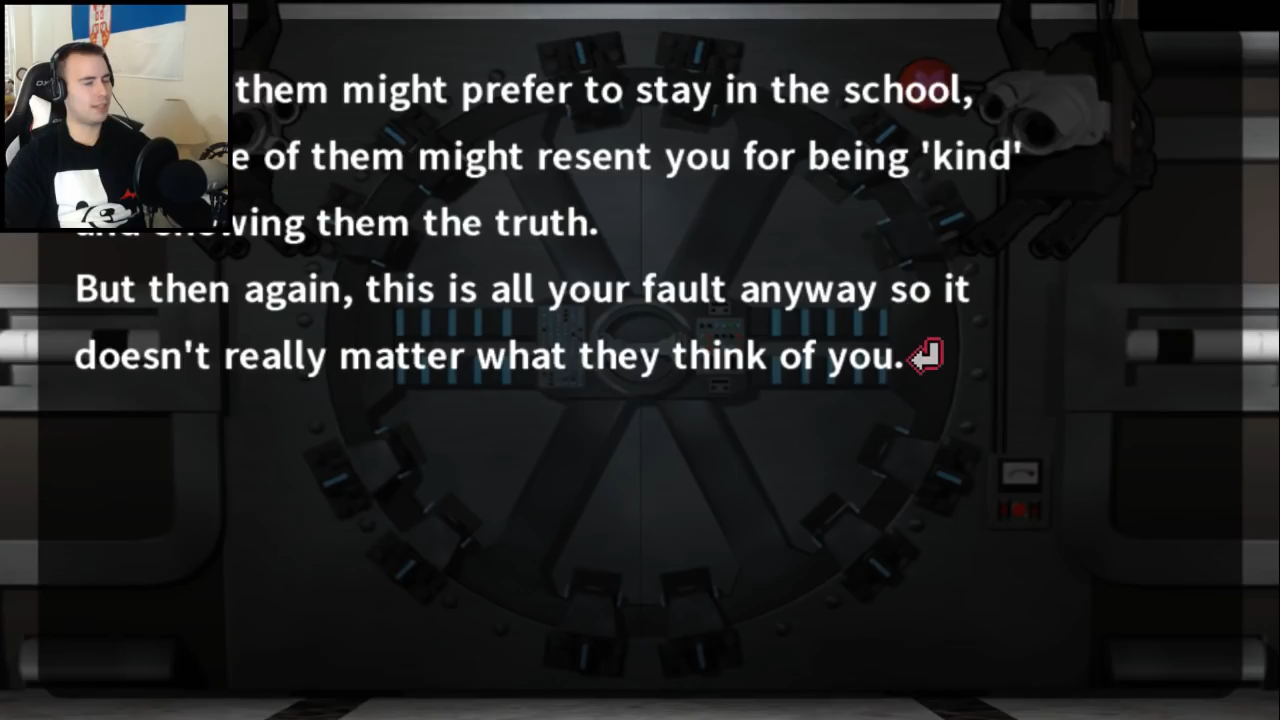 them might prefer to stay in the school,
of them might resent you for being 'kind'
them the truth.
But then again, this is all your fault anyway so it
doesn't really matter what they think of you.